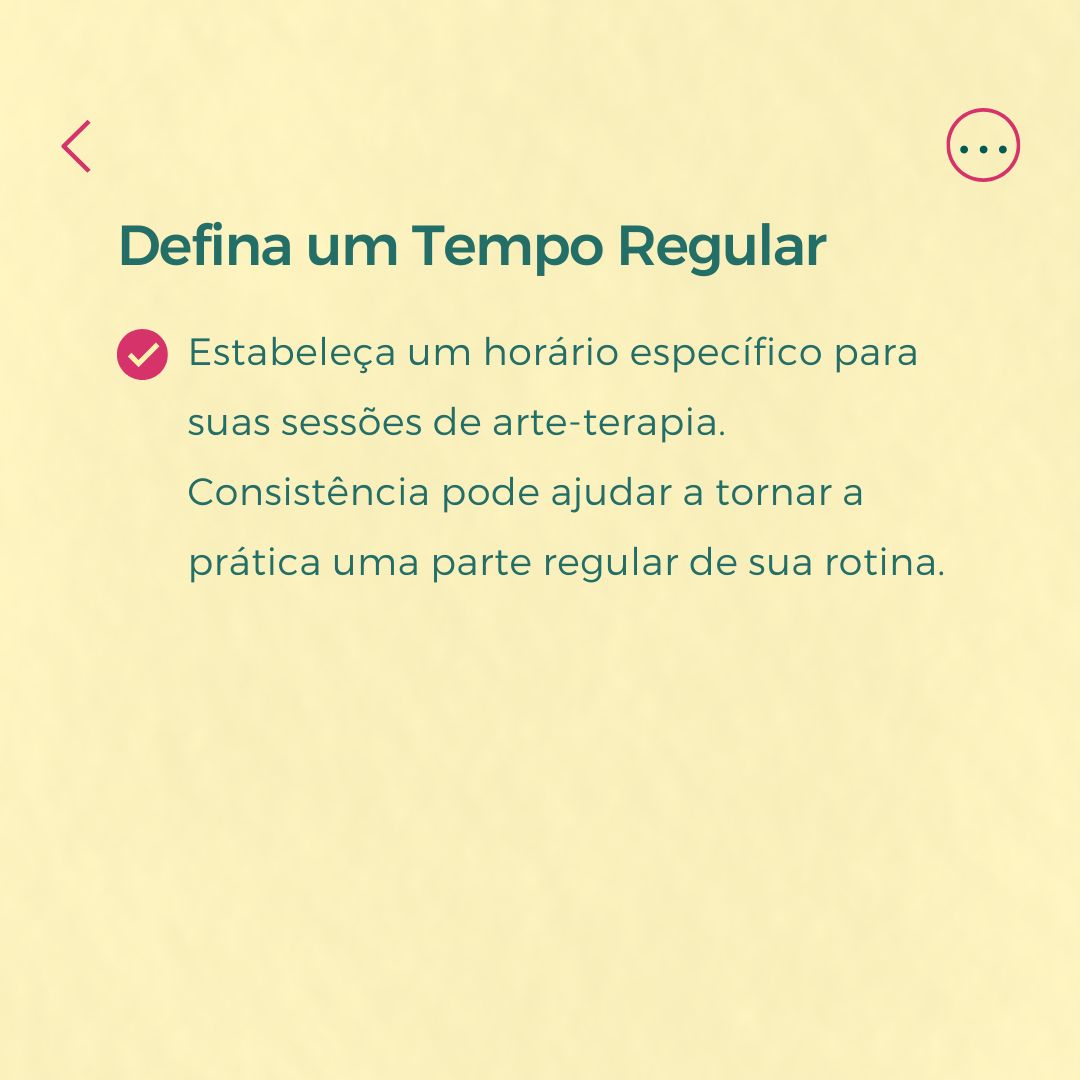 Defina um Tempo Regular
Estabeleça um horário específico para
suas sessões de arte-terapia.
Consistência pode ajudar a tornar a
prática uma parte regular de sua rotina.